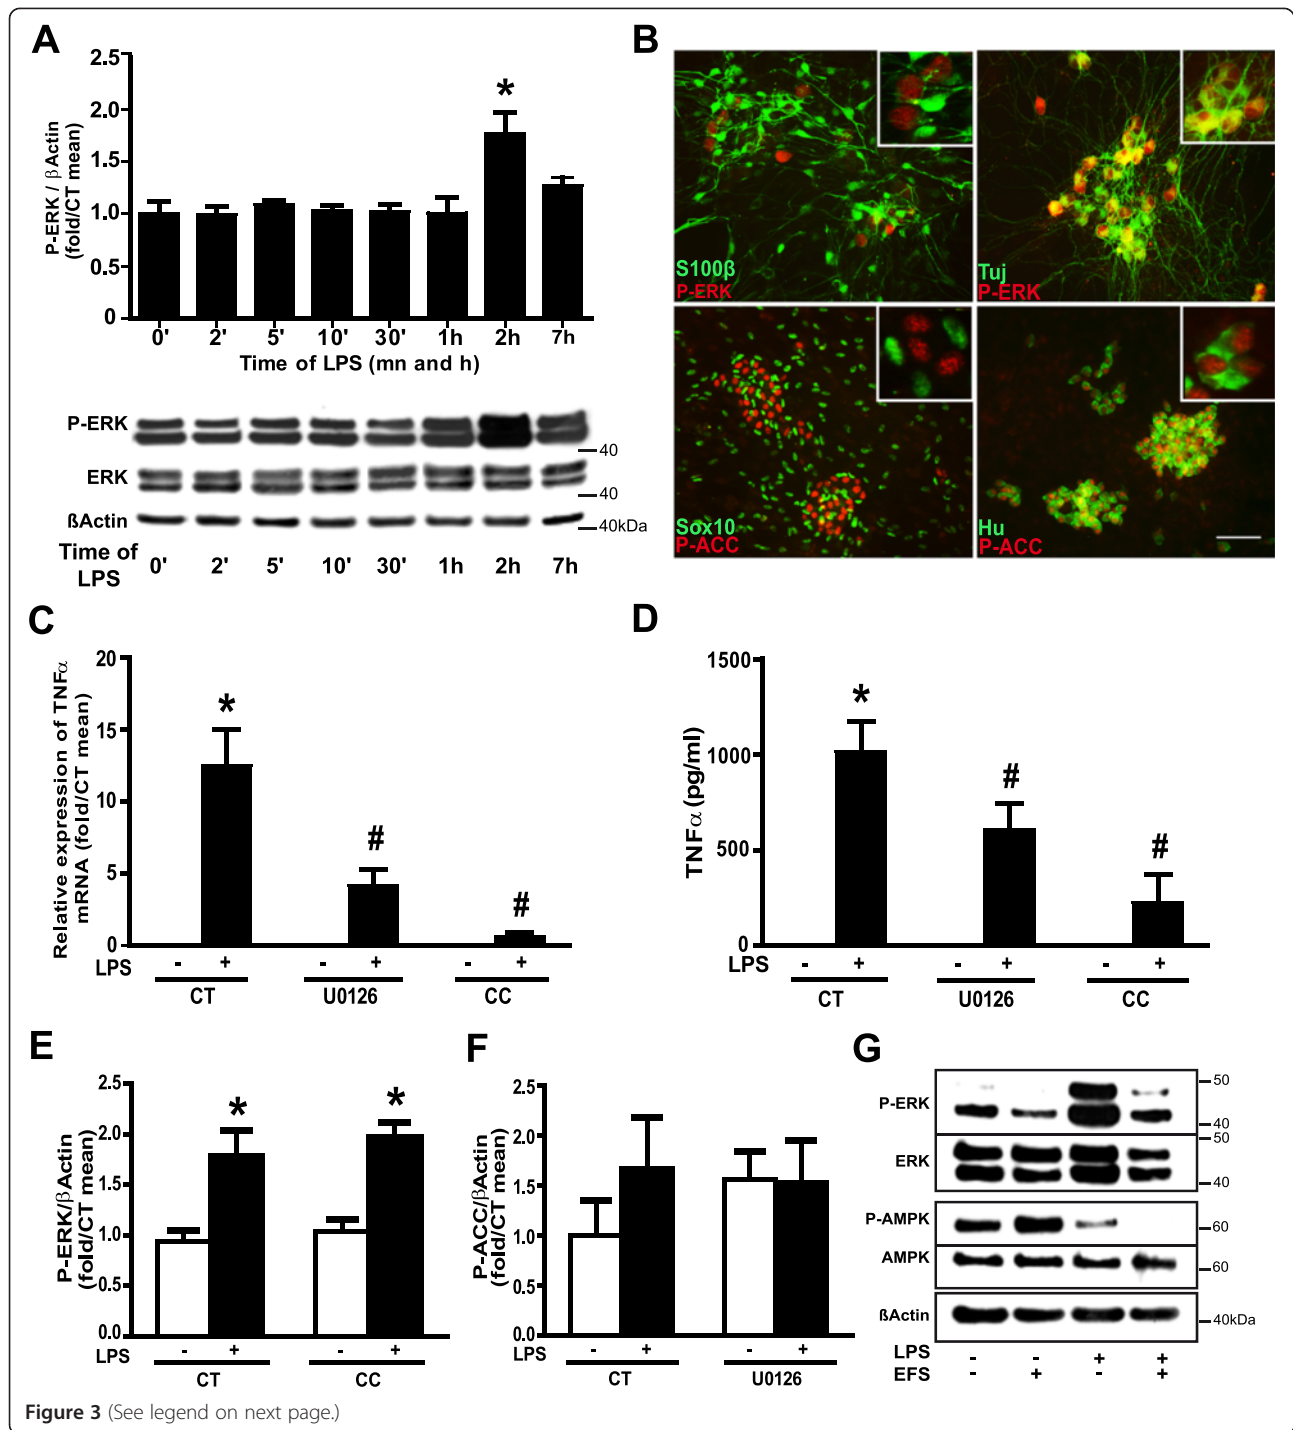 A
P-ERK / βActin
(fold/CT mean)
2.5
2.0
1.5
1.0
0.5
0
*
0' 2' 5' 10' 30' 1h 2h 7h
Time of LPS (mn and h)
P-ERK
40
ERK
40
ßActin
40kDa
Time of LPS 0' 2' 5' 10' 30' 1h 2h 7h
B
S100β
P-ERK
Tuj
P-ERK
Sox10
P-ACC
Hu
P-ACC
C
Relative expression of TNFα
mRNA (fold/CT mean)
20
15
10
5
0
* # #
LPS - + - + - +
CT U0126 CC
D
TNFα (pg/ml)
1500
1000
500
0
* # #
LPS - + - + - +
CT U0126 CC
E
P-ERK/βActin
(fold/CT mean)
2.5
2.0
1.5
1.0
0.5
0.0
* *
LPS - + - +
CT CC
F
P-ACC/βActin
(fold/CT mean)
2.5
2.0
1.5
1.0
0.5
0.0
LPS - + - +
CT U0126
G
P-ERK
50
40
ERK
50
40
P-AMPK
60
AMPK
60
ßActin
40kDa
LPS - - + +
EFS - + - +
Figure 3 (See legend on next page.)